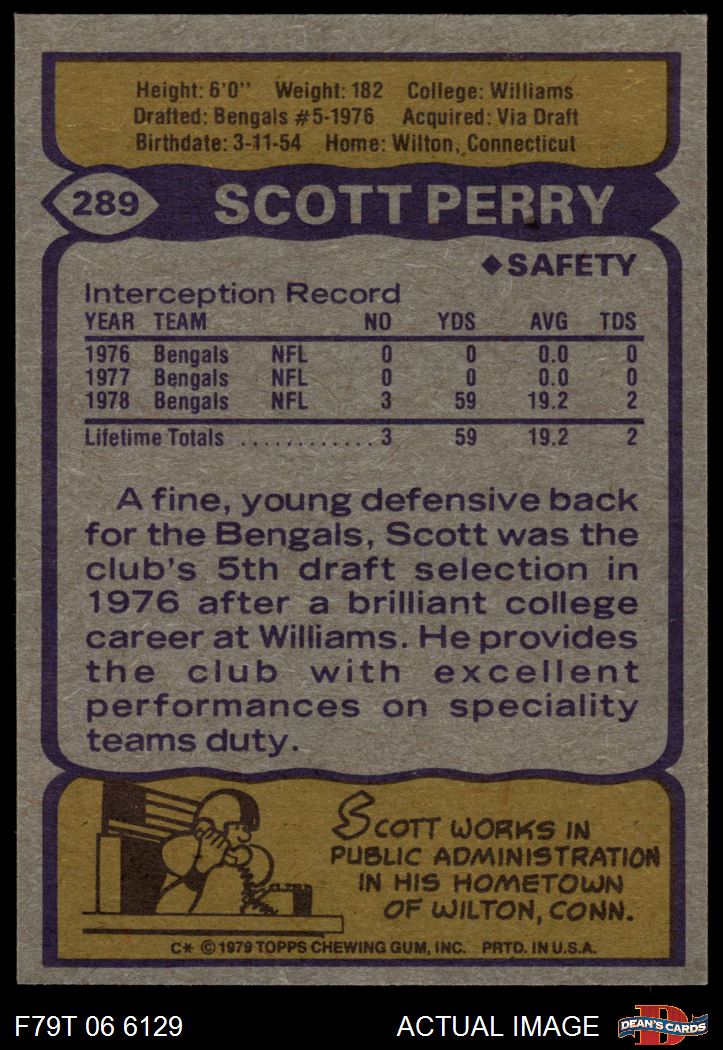 Height: 6'0" Weight: 182 College: Williams
Drafted: Bengals #5-1976 Acquired: Via Draft
Birthdate: 3-11-54 Home: Wilton, Connecticut
289 SCOTT PERRY
◆SAFETY
Interception Record
YEAR TEAM NO YDS AVG TDS
1976 Bengals NFL 0 0 0.0 0
1977 Bengals NFL 0 0 0.0 0
1978 Bengals NFL 3 59 19.2 2
Lifetime Totals ............ 3 59 19.2 2
A fine, young defensive back
for the Bengals, Scott was the
club's 5th draft selection in
1976 after a brilliant college
career at Williams. He provides
the club with excellent
performances on speciality
teams duty.
SCOTT WORKS IN
PUBLIC ADMINISTRATION
IN HIS HOMETOWN
OF WILTON, CONN.
C* © 1979 TOPPS CHEWING GUM, INC. PRTD. IN U.S.A.
F79T 06 6129 ACTUAL IMAGE D DEAN'S CARDS